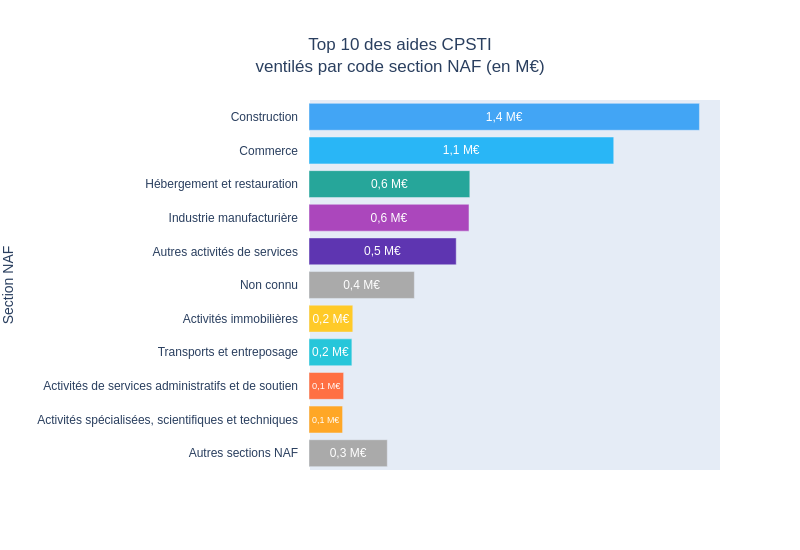 Top 10 des aides CPSTI
ventilés par code section NAF (en M€)
Section NAF
Construction 1,4 M€
Commerce 1,1 M€
Hébergement et restauration 0,6 M€
Industrie manufacturière 0,6 M€
Autres activités de services 0,5 M€
Non connu 0,4 M€
Activités immobilières 0,2 M€
Transports et entreposage 0,2 M€
Activités de services administratifs et de soutien 0,1 M€
Activités spécialisées, scientifiques et techniques 0,1 M€
Autres sections NAF 0,3 M€